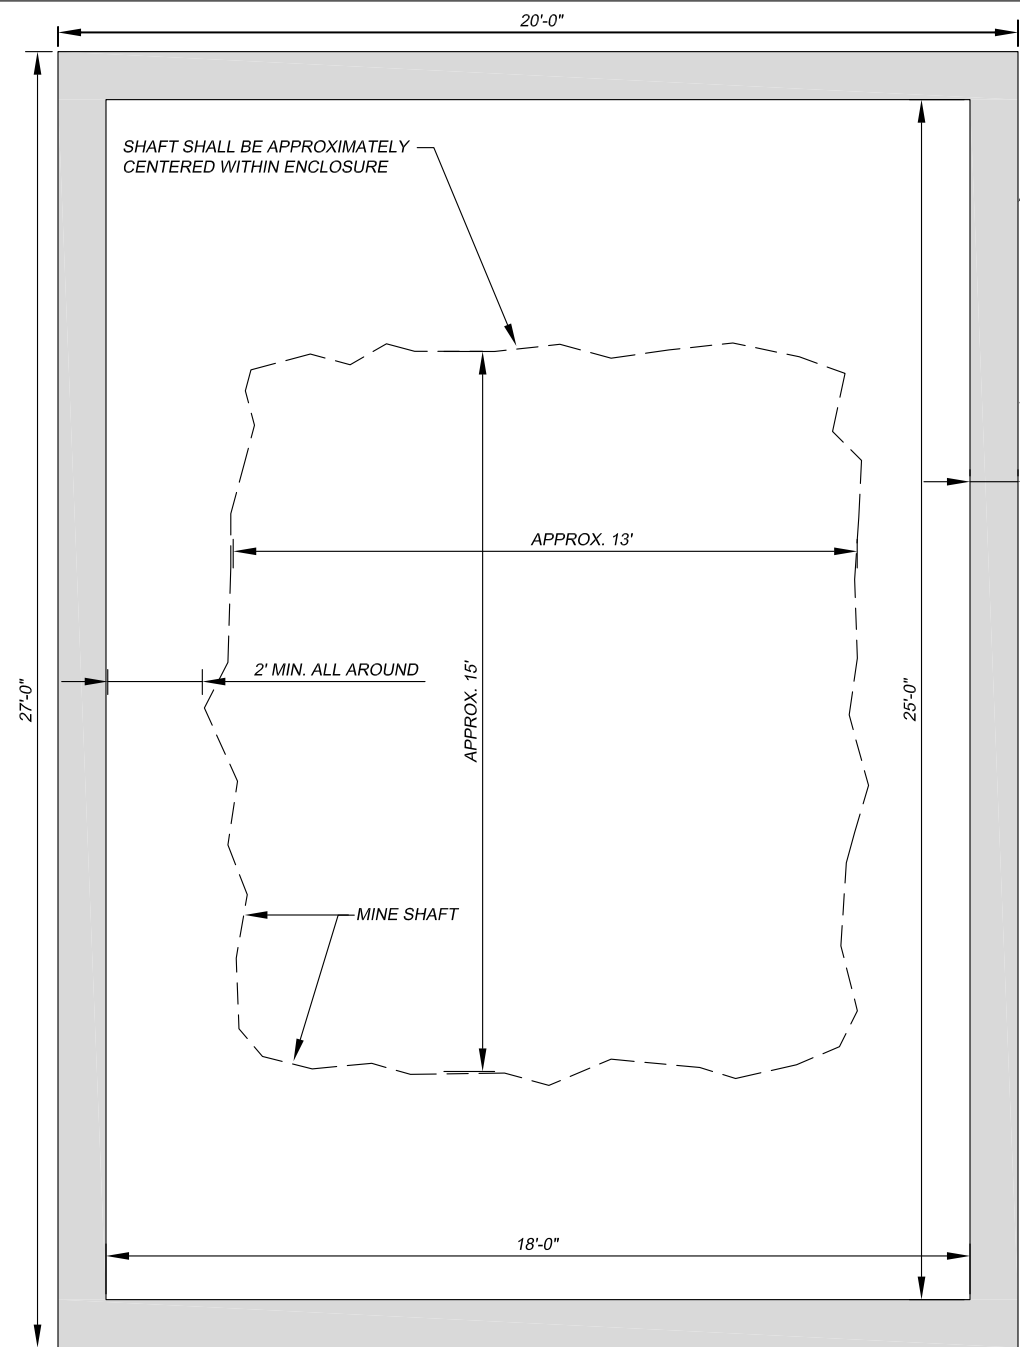 20'-0"
SHAFT SHALL BE APPROXIMATELY
CENTERED WITHIN ENCLOSURE
APPROX. 13'
2' MIN. ALL AROUND
27'-0"
APPROX. 15'
25'-0"
MINE SHAFT
18'-0"